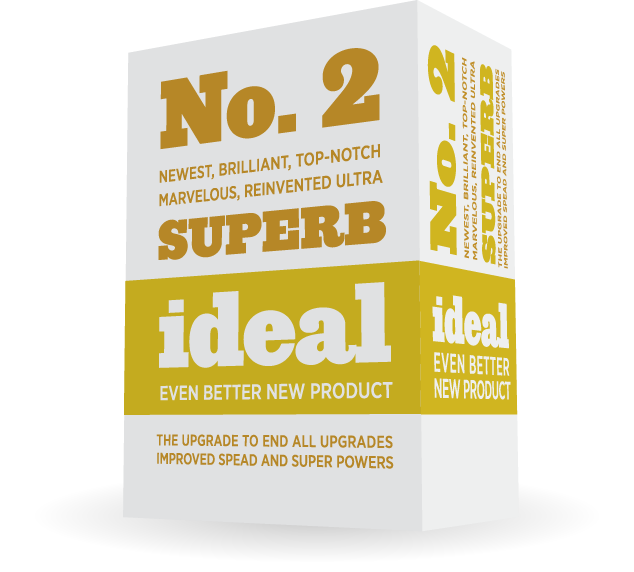 No. 2
NEWEST, BRILLIANT, TOP-NOTCH
MARVELOUS, REINVENTED ULTRA
SUPERB
ideal
EVEN BETTER NEW PRODUCT
THE UPGRADE TO END ALL UPGRADES
IMPROVED SPEAD AND SUPER POWERS
No. 2
NEWEST, BRILLIANT, TOP-NOTCH
MARVELOUS, REINVENTED ULTRA
SUPERB
THE UPGRADE TO END ALL UPGRADES
IMPROVED SPEAD AND SUPER POWERS
ideal
EVEN BETTER
NEW PRODUCT